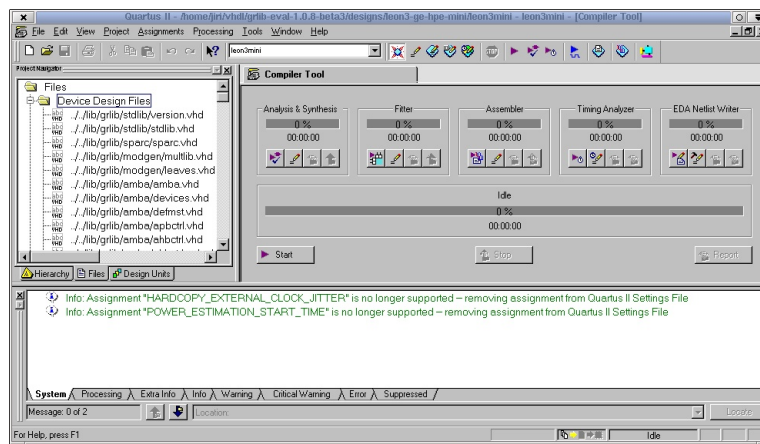 Quartus II - /home/jiri/vhdl/grlib-eval-1.0.8-beta3/designs/leon3-ge-hpe-mini/leon3mini - leon3mini - [Compiler Tool]
File Edit View Project Assignments Processing Tools Window Help
leon3mini
Project Navigator
Compiler Tool
Files
Device Design Files
../../lib/grlib/stdlib/version.vhd
../../lib/grlib/stdlib/stdlib.vhd
../../lib/grlib/sparc/sparc.vhd
../../lib/grlib/modgen/multlib.vhd
../../lib/grlib/modgen/leaves.vhd
../../lib/grlib/amba/amba.vhd
../../lib/grlib/amba/devices.vhd
../../lib/grlib/amba/defmst.vhd
../../lib/grlib/amba/apbctrl.vhd
../../lib/grlib/amba/ahbctrl.vhd
Hierarchy Files Design Units
Analysis & Synthesis Fitter Assembler Timing Analyzer EDA Netlist Writer
0 % 0 % 0 % 0 % 0 %
00:00:00 00:00:00 00:00:00 00:00:00 00:00:00
Idle
0 %
00:00:00
Start Stop Report
Info: Assignment "HARDCOPY_EXTERNAL_CLOCK_JITTER" is no longer supported -- removing assignment from Quartus II Settings File
Info: Assignment "POWER_ESTIMATION_START_TIME" is no longer supported -- removing assignment from Quartus II Settings File
System Processing Extra Info Info Warning Critical Warning Error Suppressed
Message: 0 of 2 Location: Locate
For Help, press F1 Idle